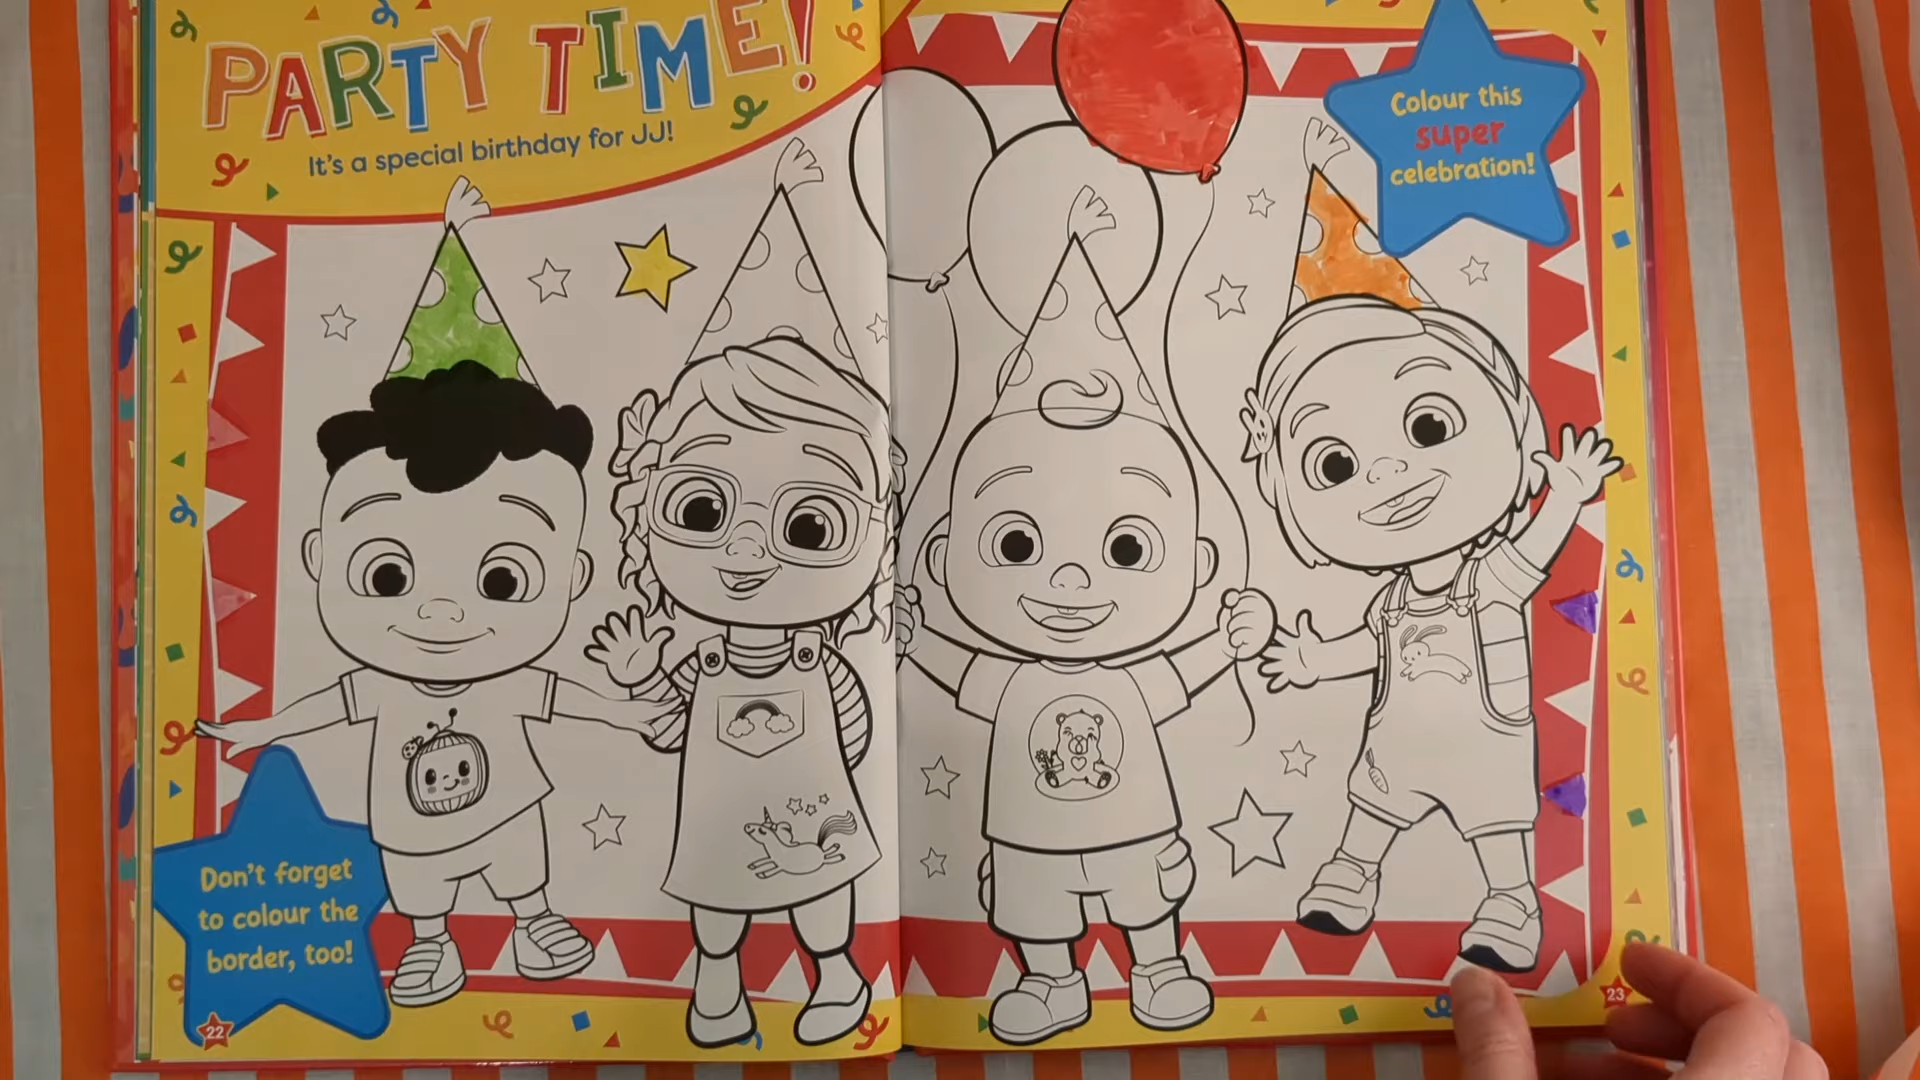 PARTY TIME!
It's a special birthday for JJ!
Colour this
super
celebration!
Don't forget
to colour the
border, too!
22
23